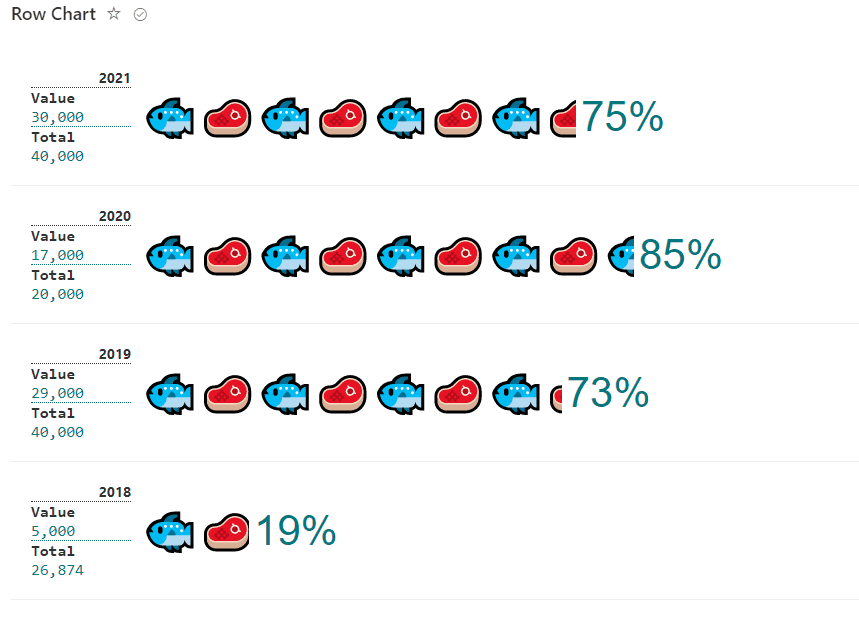 Row Chart
2021
Value
30,000
Total
40,000
75%
2020
Value
17,000
Total
20,000
85%
2019
Value
29,000
Total
40,000
73%
2018
Value
5,000
Total
26,874
19%